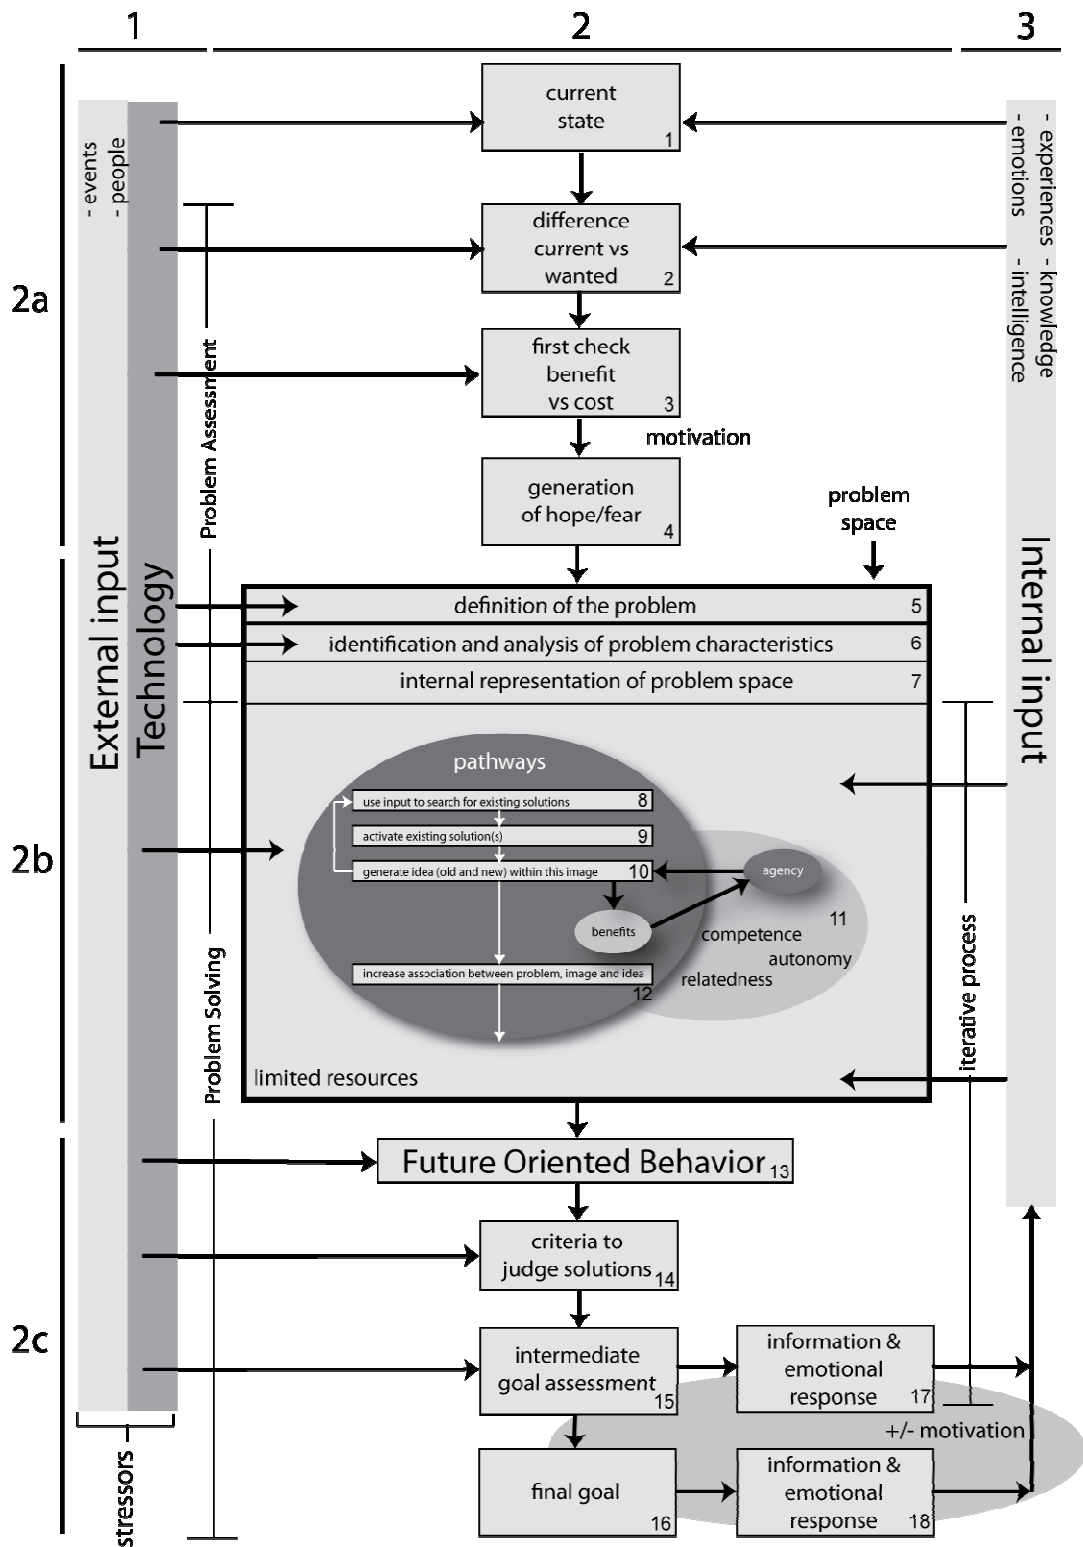 1
2
3
2a
2b
2c
- events
- people
External input
Technology
stressors
Problem Assessment
Problem Solving
current
state
1
difference
current vs
wanted
2
first check
benefit
vs cost
3
motivation
generation
of hope/fear
4
problem
space
definition of the problem
5
identification and analysis of problem characteristics
6
internal representation of problem space
7
pathways
use input to search for existing solutions
8
activate existing solution(s)
9
generate idea (old and new) within this image
10
agency
benefits
11
competence
autonomy
relatedness
increase association between problem, image and idea
12
limited resources
- experiences - knowledge
- emotions - intelligence
Internal input
iterative process
Future Oriented Behavior
13
criteria to
judge solutions
14
intermediate
goal assessment
15
information &
emotional
response
17
+/- motivation
final goal
16
information &
emotional
response
18